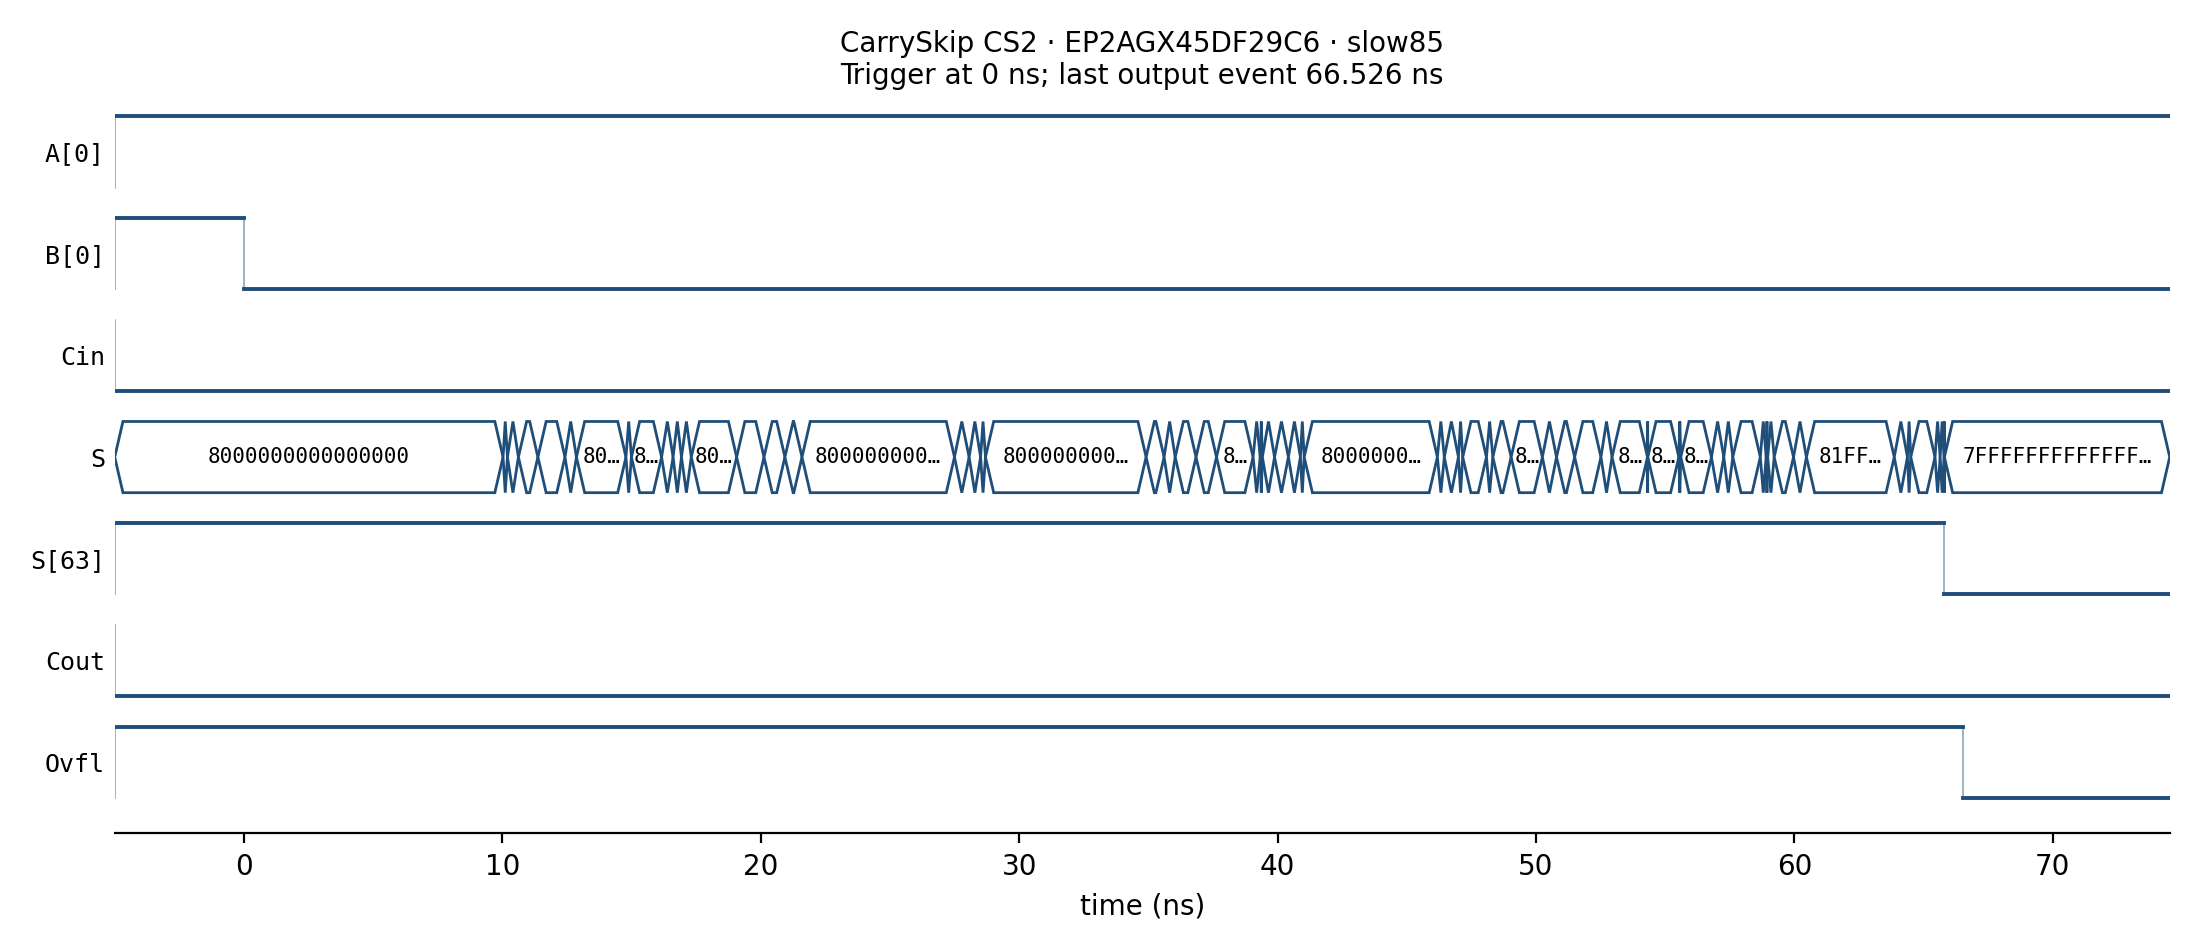 CarrySkip CS2 · EP2AGX45DF29C6 · slow85
Trigger at 0 ns; last output event 66.526 ns
A[0]
B[0]
Cin
S 8000000000000000 80… 8… 80… 800000000… 800000000… 8… 8000000… 8… 8… 8… 8… 81FF… 7FFFFFFFFFFFFF…
S[63]
Cout
Ovfl
0 10 20 30 40 50 60 70
time (ns)